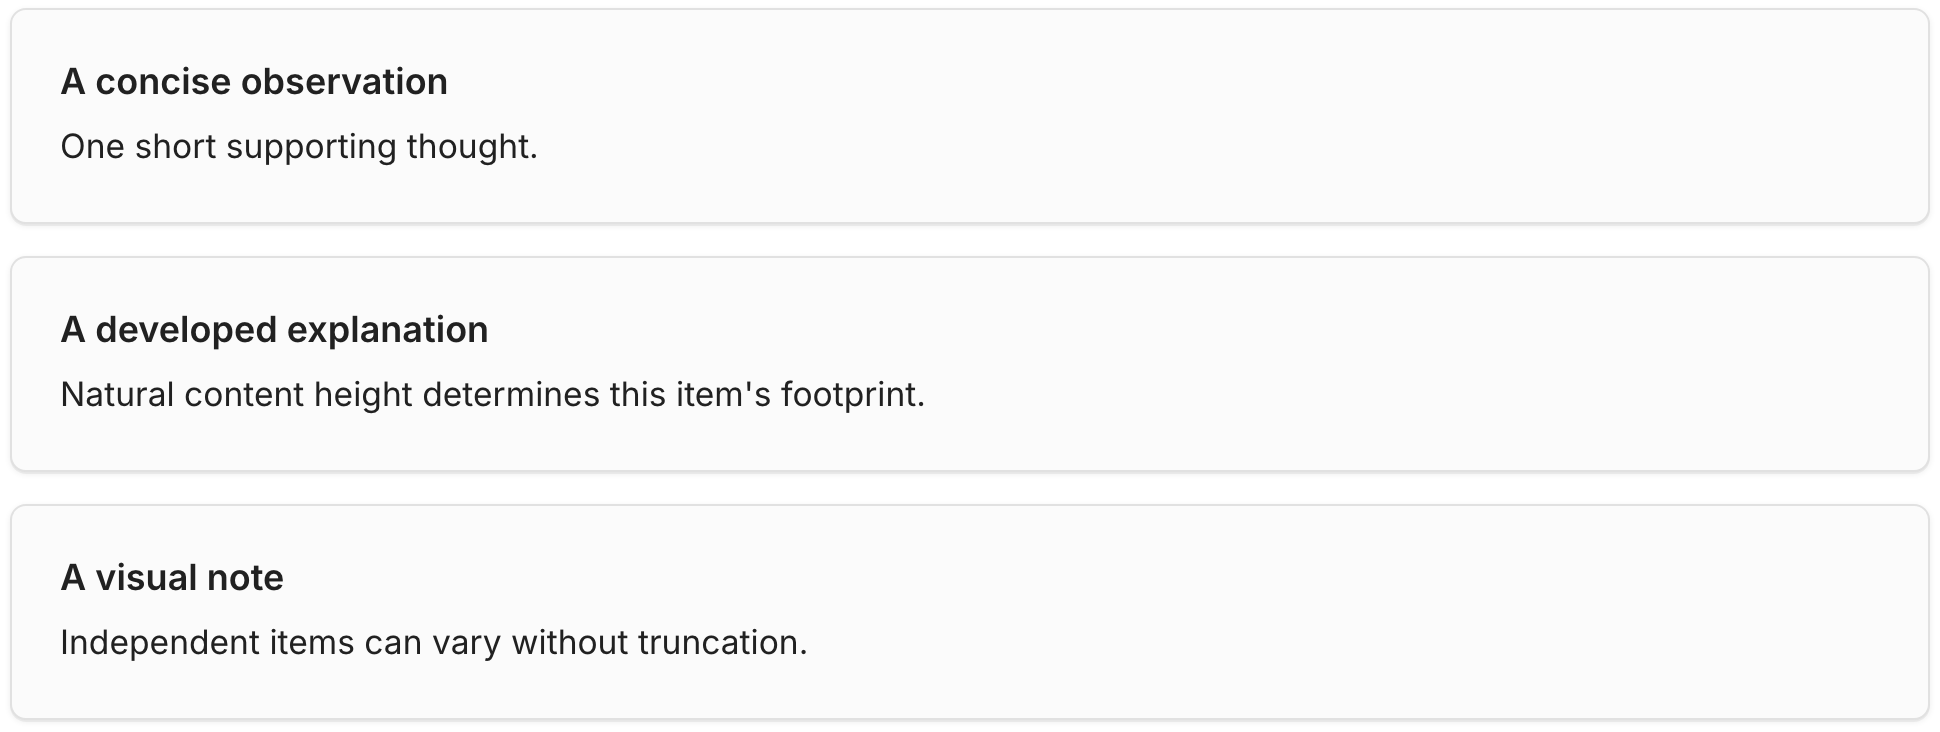 A concise observation
One short supporting thought.
A developed explanation
Natural content height determines this item's footprint.
A visual note
Independent items can vary without truncation.